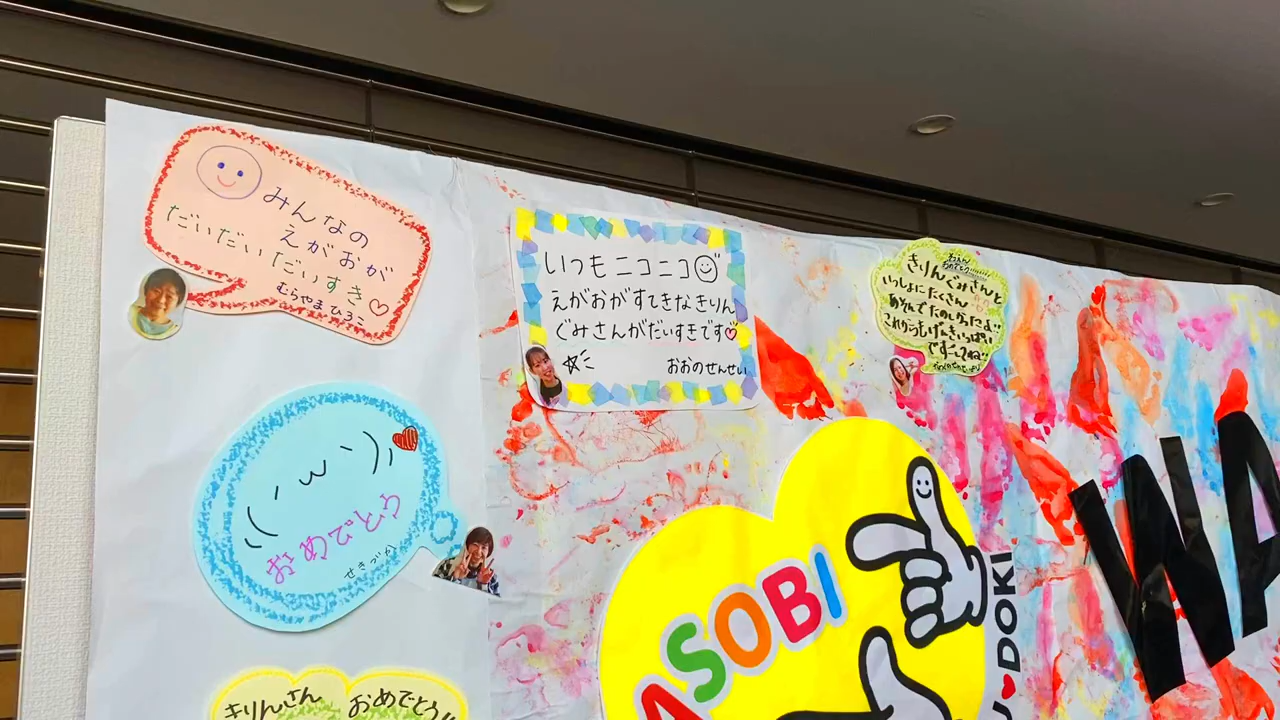 みんなの
えがおが
だいだいだいすき♡
むらやまひろこ
いつもニコニコ
えがおがすてきなきりん
ぐみさんがだいすきです♡
おおのせんせい
きりんぐみさんと
いっしょにたくさん
あそんでたのしかったよ!!
これからもげんきいっぱい
ですごしてね!!
おめでとう
せきづか
きりんさん おめでとう!!
ASOBI
DOKI
WA